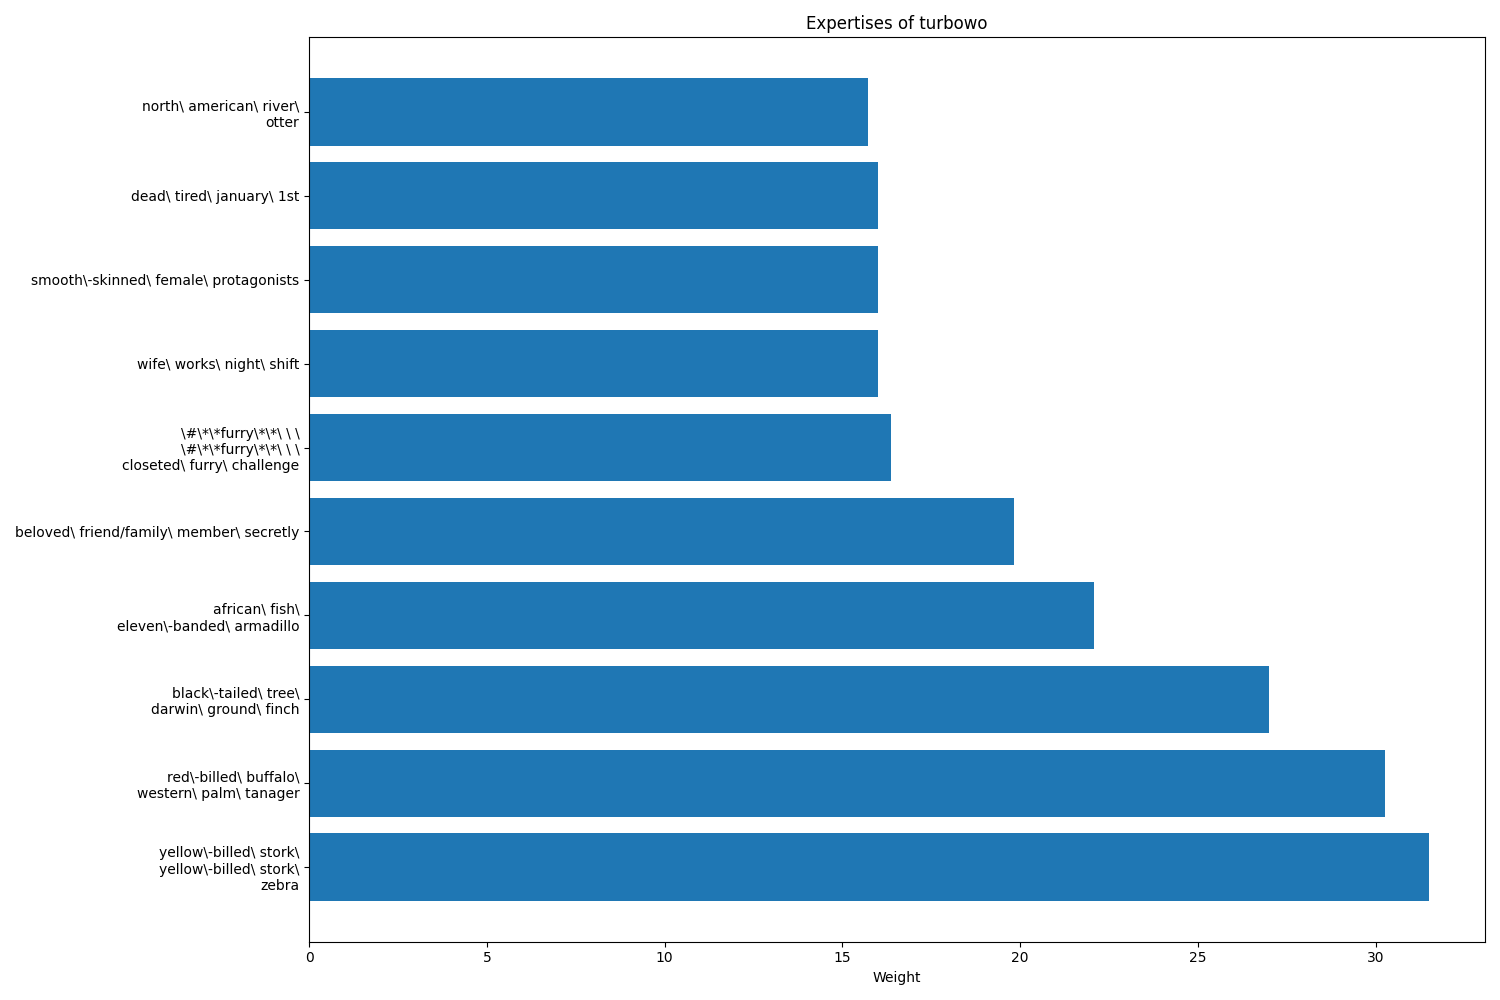 Expertises of turbowo
north\ american\ river\
otter
dead\ tired\ january\ 1st
smooth\-skinned\ female\ protagonists
wife\ works\ night\ shift
\#\*\*furry\*\*\ \ \
\#\*\*furry\*\*\ \ \
closeted\ furry\ challenge
beloved\ friend/family\ member\ secretly
african\ fish\
eleven\-banded\ armadillo
black\-tailed\ tree\
darwin\ ground\ finch
red\-billed\ buffalo\
western\ palm\ tanager
yellow\-billed\ stork\
yellow\-billed\ stork\
zebra
0 5 10 15 20 25 30
Weight